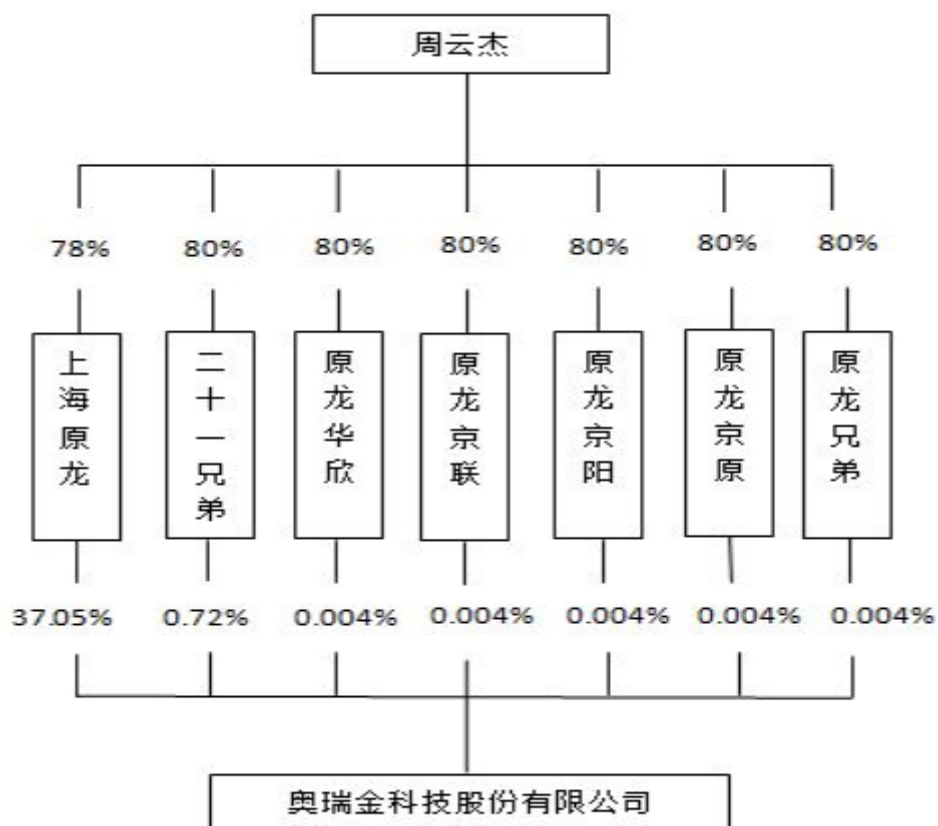 周云杰
78% 80% 80% 80% 80% 80% 80%
上海原龙
二十一兄弟
原龙华欣
原龙京联
原龙京阳
原龙京原
原龙兄弟
37.05% 0.72% 0.004% 0.004% 0.004% 0.004% 0.004%
奥瑞金科技股份有限公司